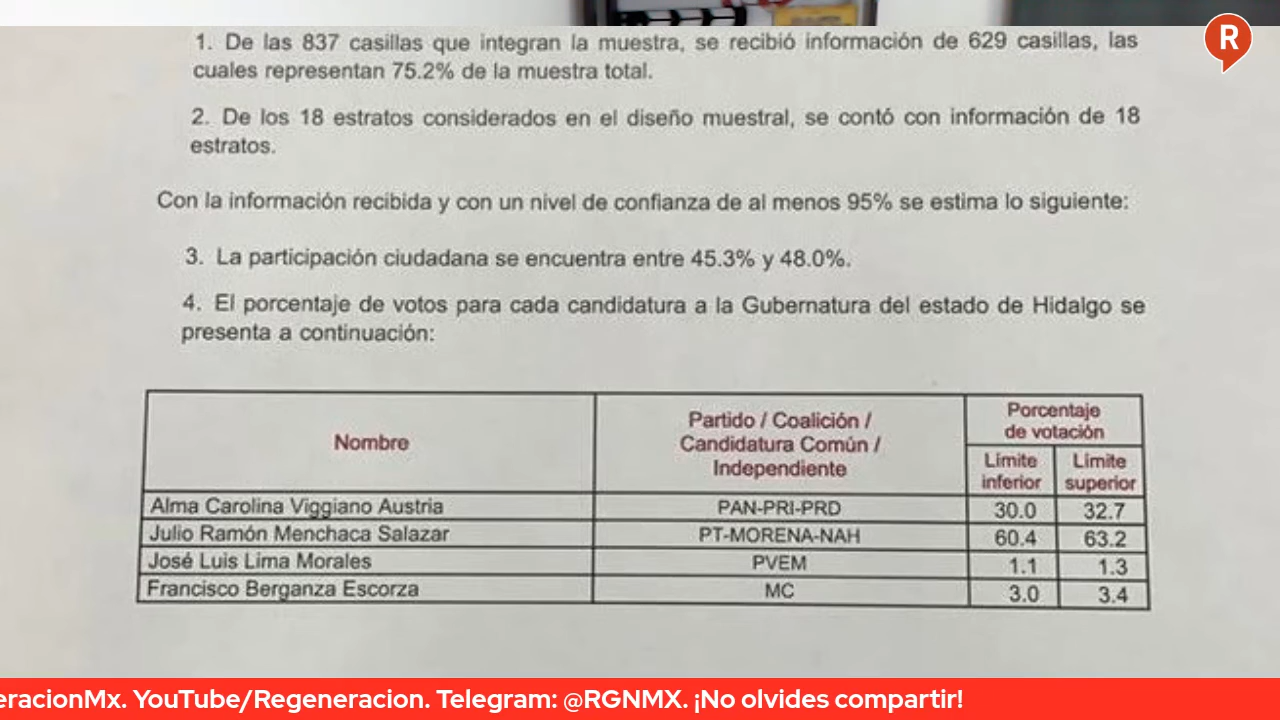 R
1. De las 837 casillas que integran la muestra, se recibió información de 629 casillas, las
cuales representan 75.2% de la muestra total.
2. De los 18 estratos considerados en el diseño muestral, se contó con información de 18
estratos.
Con la información recibida y con un nivel de confianza de al menos 95% se estima lo siguiente:
3. La participación ciudadana se encuentra entre 45.3% y 48.0%.
4. El porcentaje de votos para cada candidatura a la Gubernatura del estado de Hidalgo se
presenta a continuación:
Nombre
Partido / Coalición /
Candidatura Común /
Independiente
Porcentaje
de votación
Límite
inferior
Límite
superior
Alma Carolina Viggiano Austria PAN-PRI-PRD 30.0 32.7
Julio Ramón Menchaca Salazar PT-MORENA-NAH 60.4 63.2
José Luis Lima Morales PVEM 1.1 1.3
Francisco Berganza Escorza MC 3.0 3.4
eracionMx. YouTube/Regeneracion. Telegram: @RGNMX. ¡No olvides compartir!